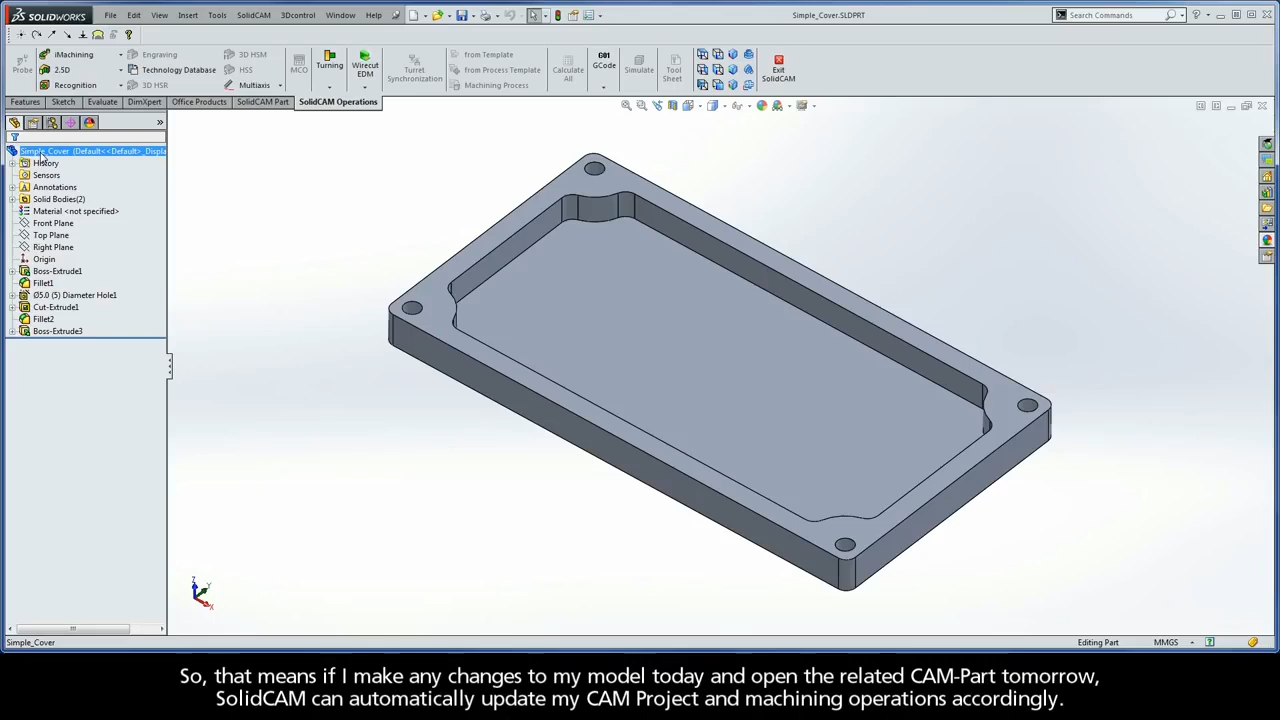 SOLIDWORKS File Edit View Insert Tools SolidCAM 3Dcontrol Window Help Simple_Cover.SLDPRT Search Commands
Probe iMachining 2.5D Recognition Engraving Technology Database 3D HSR 3D HSM HSS Multiaxis MCO Turning Wirecut EDM Turret Synchronization from Template from Process Template Machining Process Calculate All G01 GCode Simulate Tool Sheet Exit SolidCAM
Features Sketch Evaluate DimXpert Office Products SolidCAM Part SolidCAM Operations
Simple_Cover (Default<<Default>_Displa
History
Sensors
Annotations
Solid Bodies(2)
Material <not specified>
Front Plane
Top Plane
Right Plane
Origin
Boss-Extrude1
Fillet1
Ø5.0 (5) Diameter Hole1
Cut-Extrude1
Fillet2
Boss-Extrude3
Z Y X
Simple_Cover Editing Part MMGS
So, that means if I make any changes to my model today and open the related CAM-Part tomorrow,
SolidCAM can automatically update my CAM Project and machining operations accordingly.